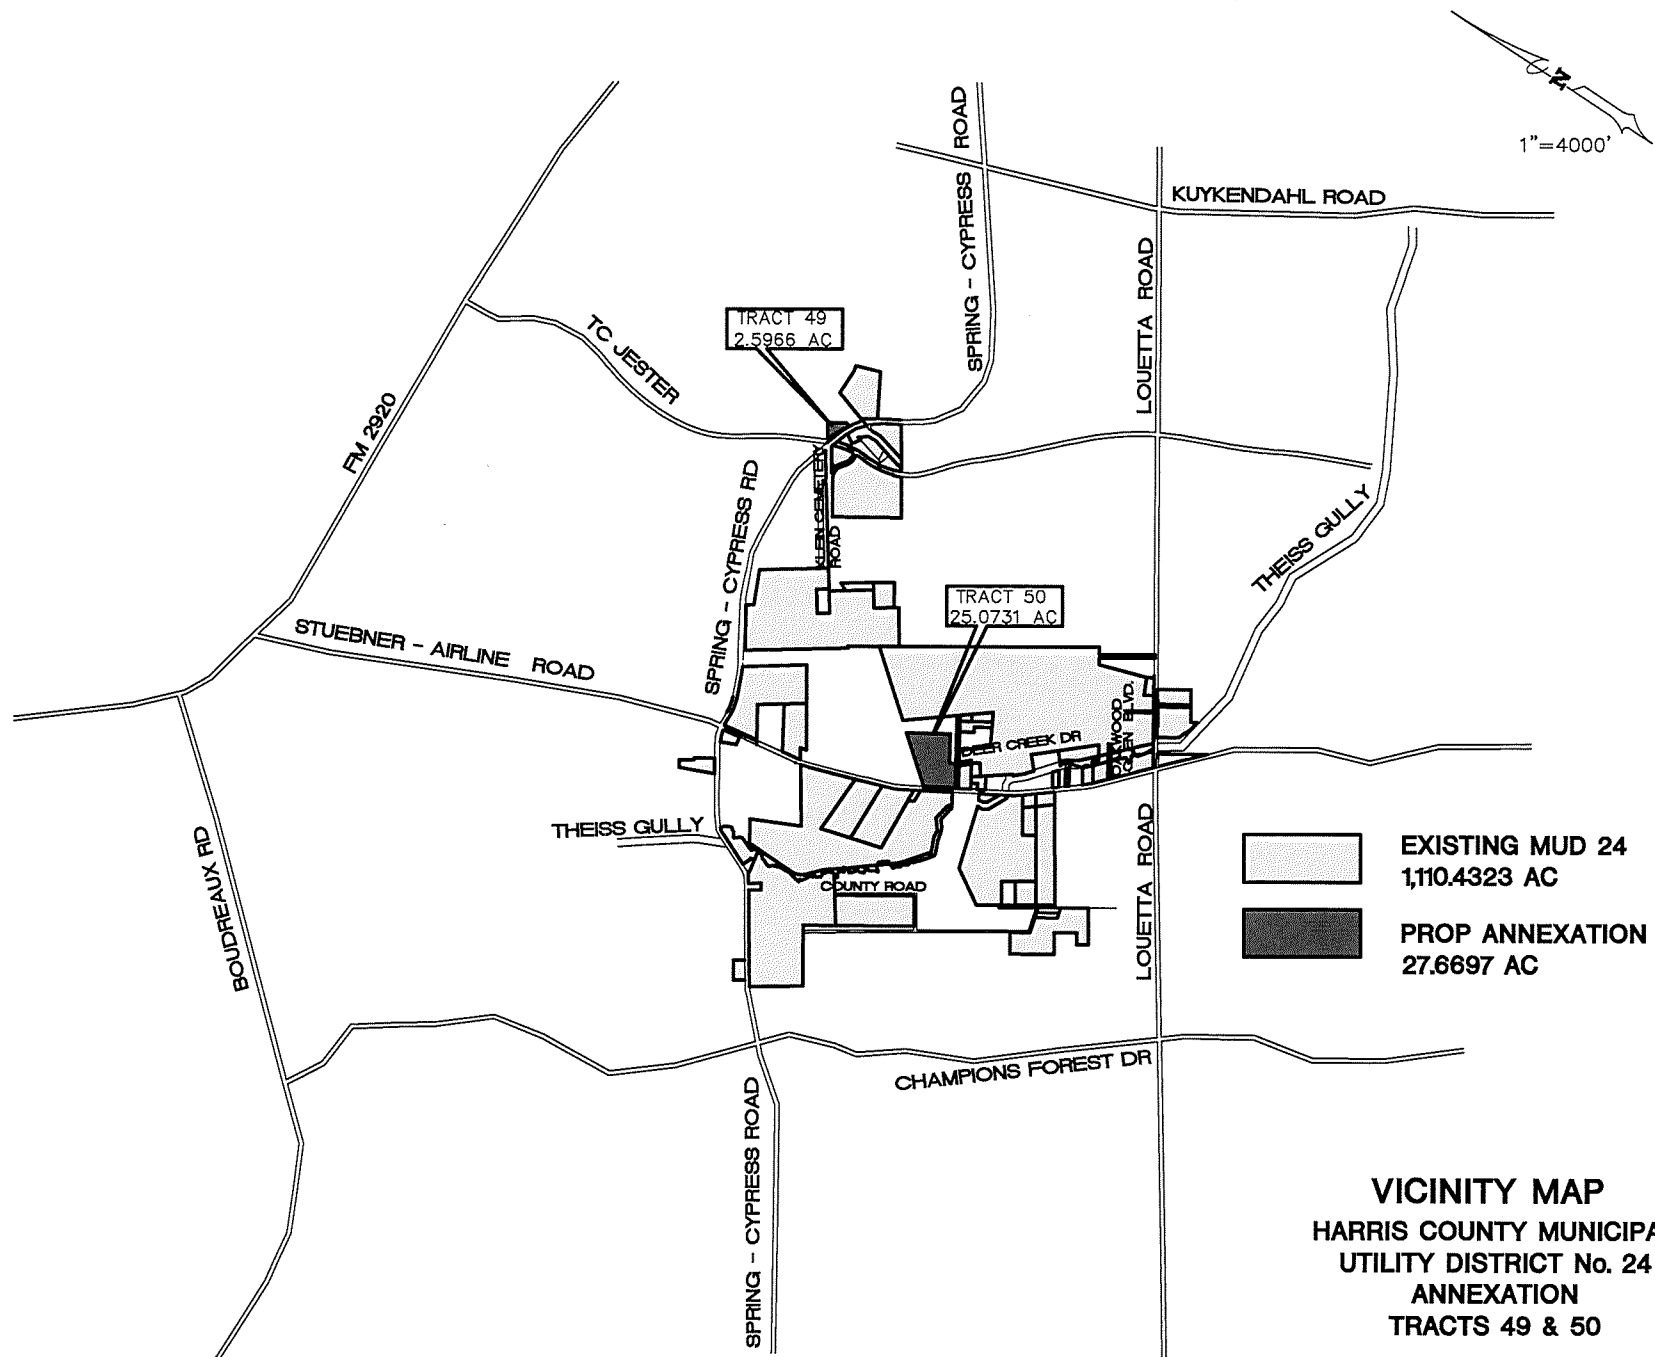 N
1"=4000'
KUYKENDAHL ROAD
SPRING - CYPRESS ROAD
LOUETTA ROAD
TRACT 49
2.5966 AC
TC JESTER
FM 2920
KLEIN CEMETERY
ROAD
SPRING - CYPRESS RD
THEISS GULLY
TRACT 50
25.0731 AC
STUEBNER - AIRLINE ROAD
OAKWOOD
GLEN BLVD.
DEER CREEK DR
THEISS GULLY
BOUDREAUX RD
COUNTY ROAD
LOUETTA ROAD
EXISTING MUD 24
1,110.4323 AC
PROP ANNEXATION
27.6697 AC
CHAMPIONS FOREST DR
SPRING - CYPRESS ROAD
VICINITY MAP
HARRIS COUNTY MUNICIPA
UTILITY DISTRICT No. 24
ANNEXATION
TRACTS 49 & 50